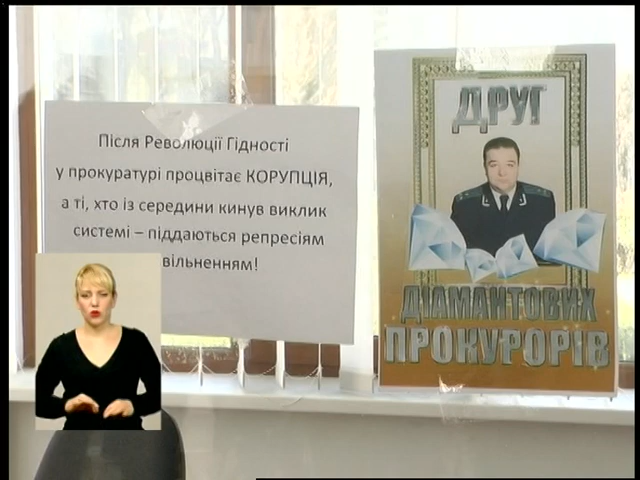 Після Революції Гідності
у прокуратурі процвітає КОРУПЦІЯ,
а ті, хто із середини кинув виклик
системі – піддаються репресіям
вільненням!
ДРУГ
ДІАМАНТОВИХ
ПРОКУРОРІВ